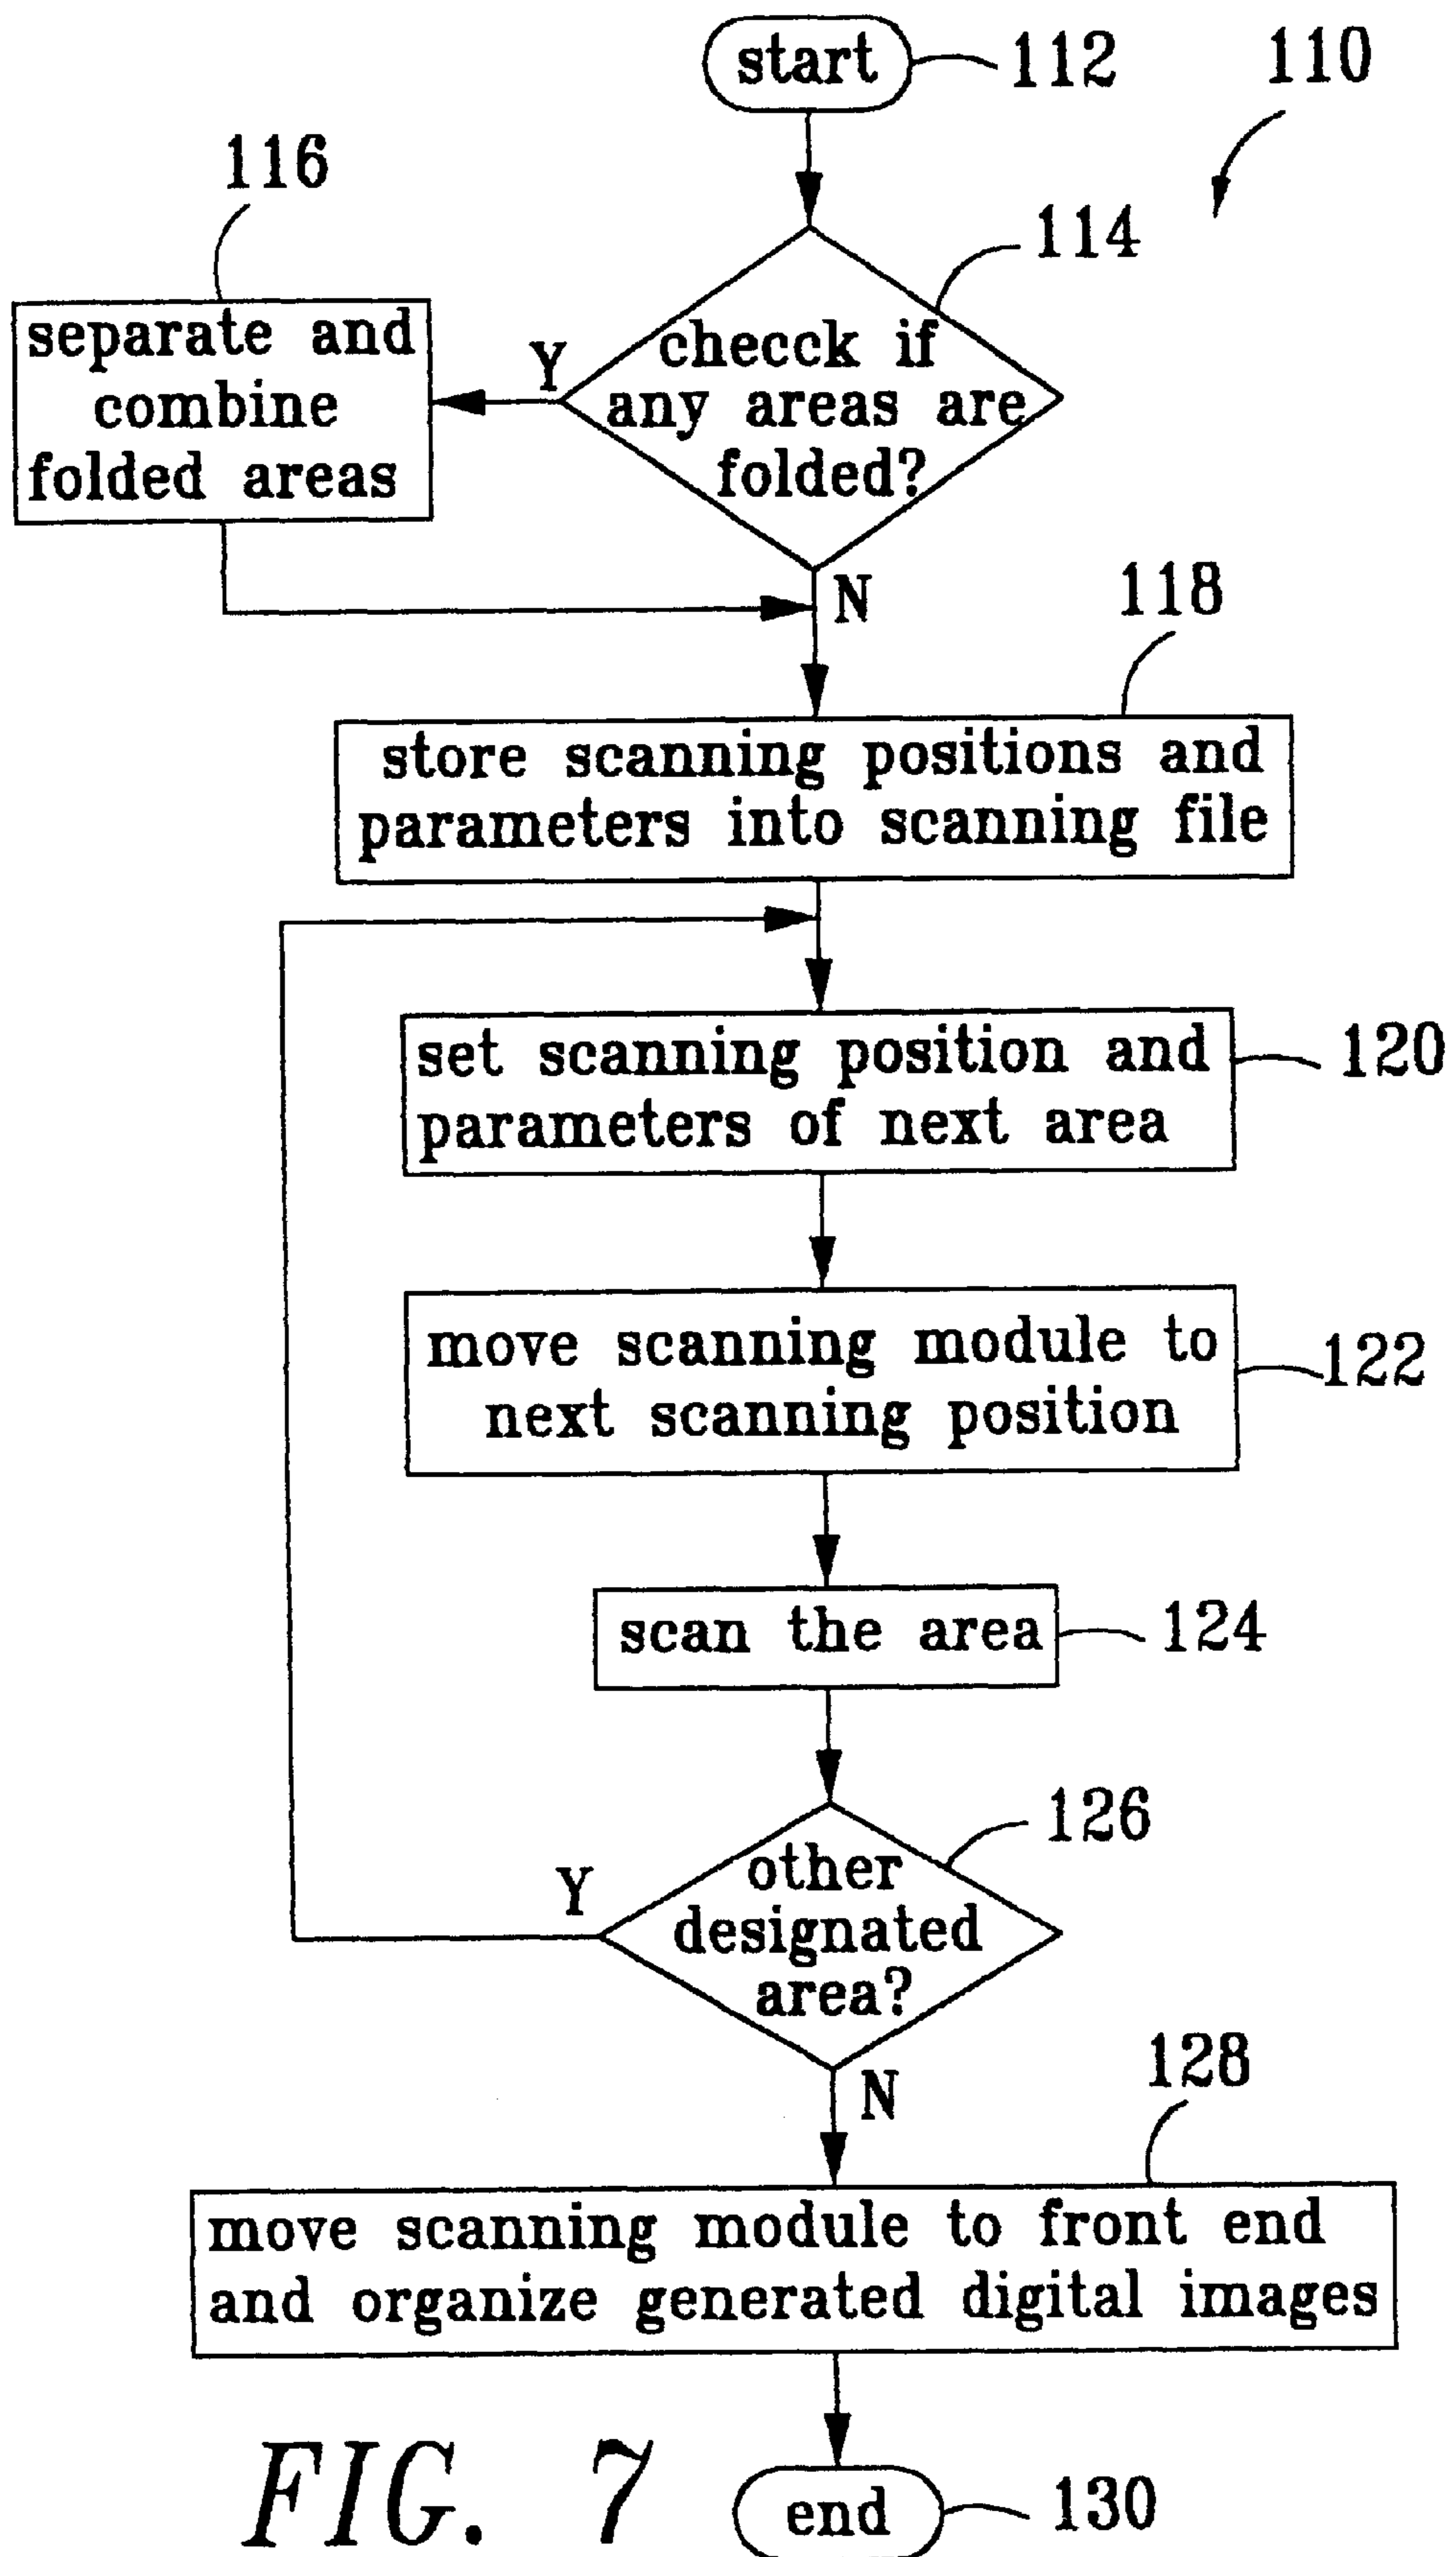 start
112
110
116
114
separate and
combine
folded areas
Y
checck if
any areas are
folded?
N
118
store scanning positions and
parameters into scanning file
set scanning position and
parameters of next area
120
move scanning module to
next scanning position
122
scan the area
124
126
Y
other
designated
area?
N
128
move scanning module to front end
and organize generated digital images
FIG. 7
end
130